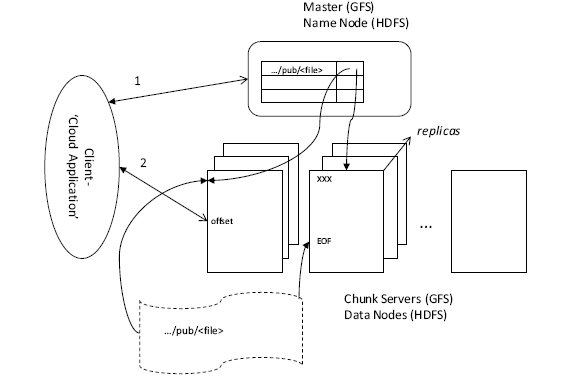 Master (GFS)
Name Node (HDFS)
.../pub/<file>
1
Client-
'Cloud Application'
2
replicas
xxx
offset
...
EOF
Chunk Servers (GFS)
Data Nodes (HDFS)
.../pub/<file>